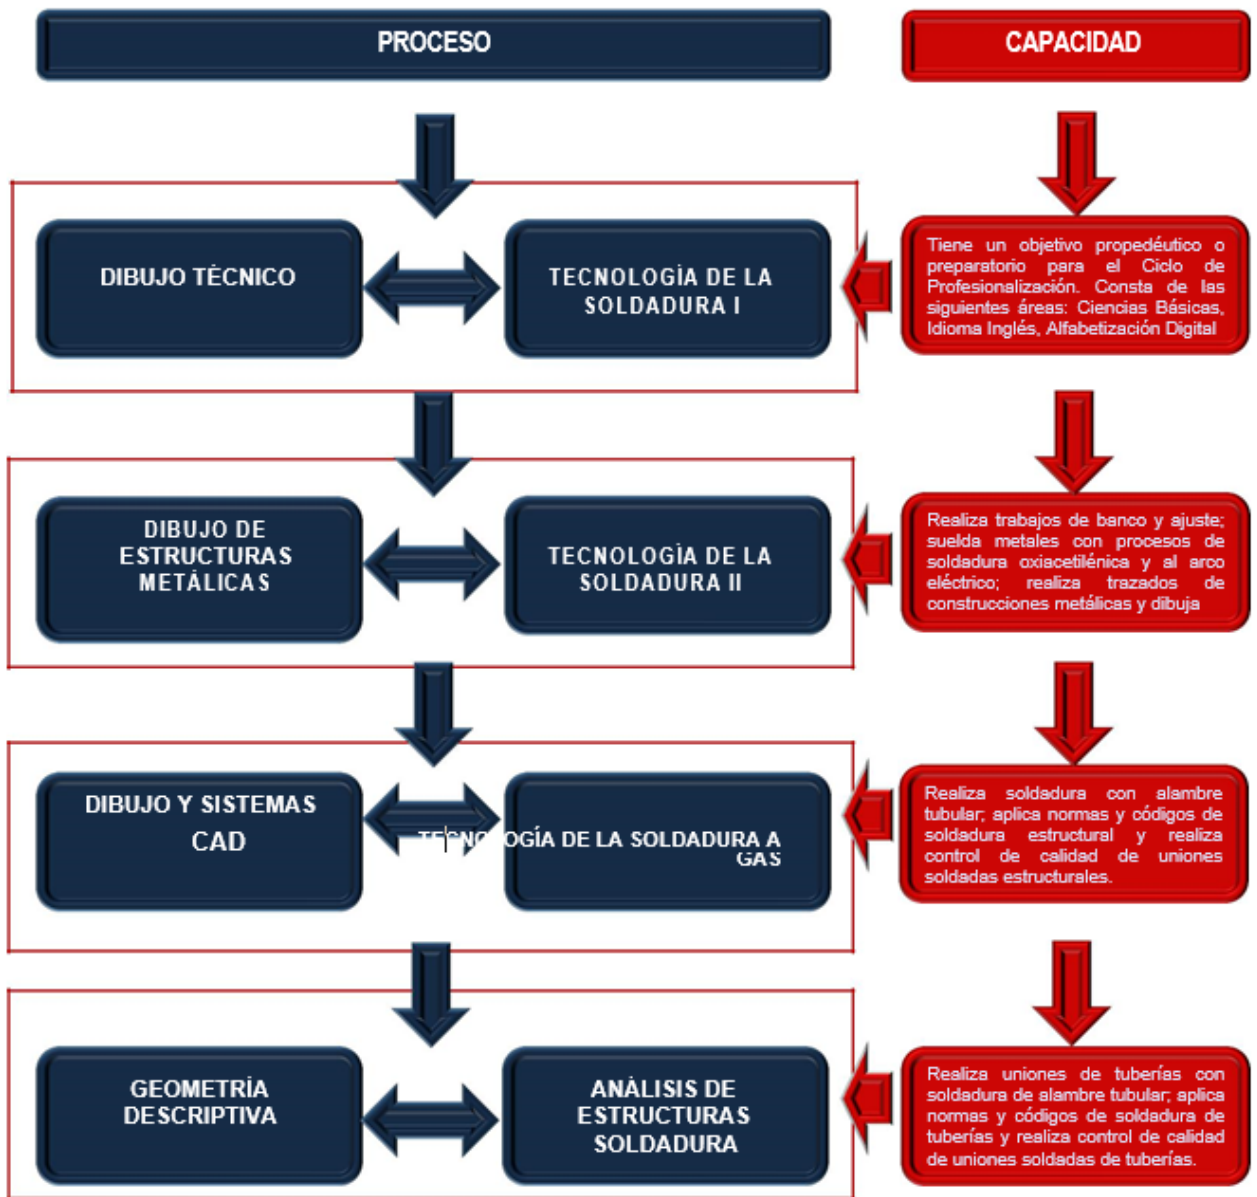 PROCESO
CAPACIDAD
DIBUJO TÉCNICO
TECNOLOGÌA DE LA
SOLDADURA I
Tiene un objetivo propedéutico o
preparatorio para el Ciclo de
Profesionalización. Consta de las
siguientes áreas: Ciencias Básicas,
Idioma Inglés, Alfabetización Digital
DIBUJO DE
ESTRUCTURAS
METÁLICAS
TECNOLOGÌA DE LA
SOLDADURA II
Realiza trabajos de banco y ajuste;
suelda metales con procesos de
soldadura oxiacetilénica y al arco
eléctrico; realiza trazados de
construcciones metálicas y dibuja
DIBUJO Y SISTEMAS
CAD
TECNOLOGÍA DE LA SOLDADURA A
GAS
Realiza soldadura con alambre
tubular; aplica normas y códigos de
soldadura estructural y realiza
control de calidad de uniones
soldadas estructurales.
GEOMETRÍA
DESCRIPTIVA
ANÀLISIS DE
ESTRUCTURAS
SOLDADURA
Realiza uniones de tuberías con
soldadura de alambre tubular; aplica
normas y códigos de soldadura de
tuberías y realiza control de calidad
de uniones soldadas de tuberías.